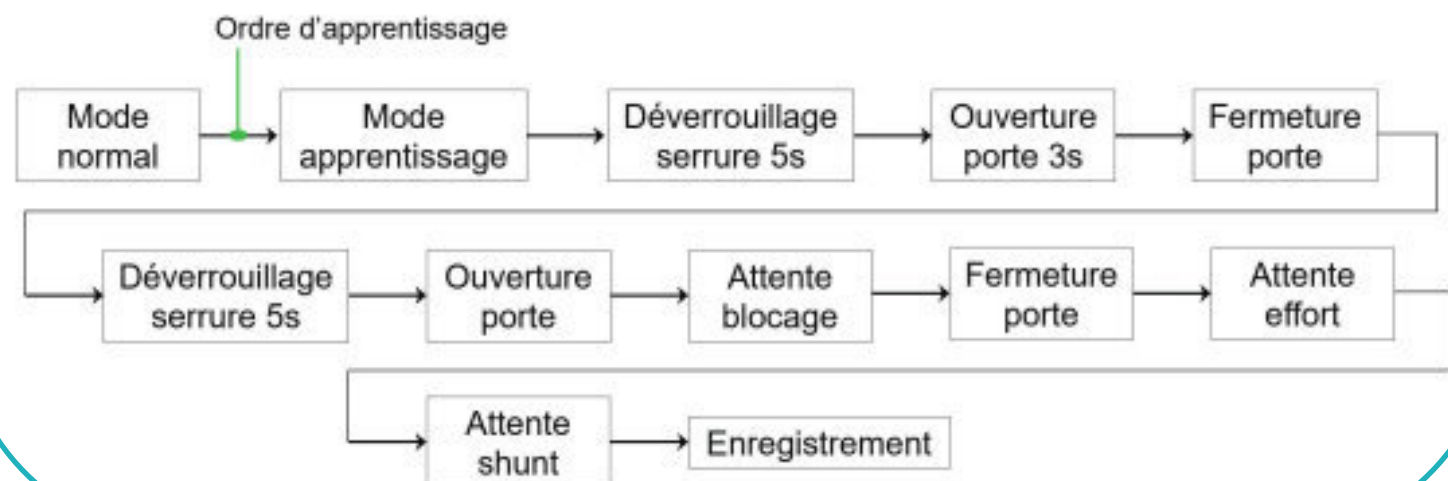 Ordre d'apprentissage
Mode
normal
Mode
apprentissage
Déverrouillage
serrure 5s
Ouverture
porte 3s
Fermeture
porte
Déverrouillage
serrure 5s
Ouverture
porte
Attente
blocage
Fermeture
porte
Attente
effort
Attente
shunt
Enregistrement